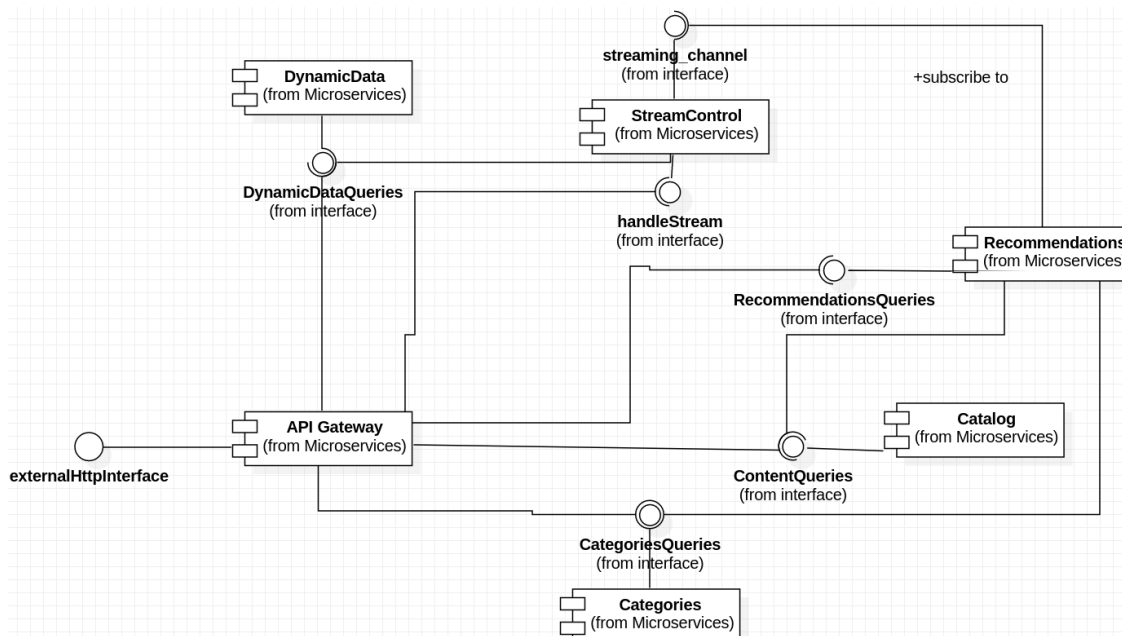 streaming_channel
(from interface)
+subscribe to
DynamicData
(from Microservices)
StreamControl
(from Microservices)
DynamicDataQueries
(from interface)
handleStream
(from interface)
Recommendations
(from Microservices
RecommendationsQueries
(from interface)
API Gateway
(from Microservices)
Catalog
(from Microservices)
externalHttpInterface
ContentQueries
(from interface)
CategoriesQueries
(from interface)
Categories
(from Microservices)